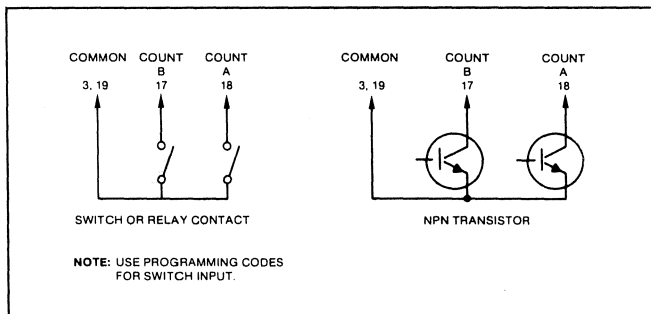 COMMON COUNT COUNT
B A
3, 19 17 18
SWITCH OR RELAY CONTACT
NOTE: USE PROGRAMMING CODES
FOR SWITCH INPUT.
COMMON COUNT COUNT
B A
3, 19 17 18
NPN TRANSISTOR